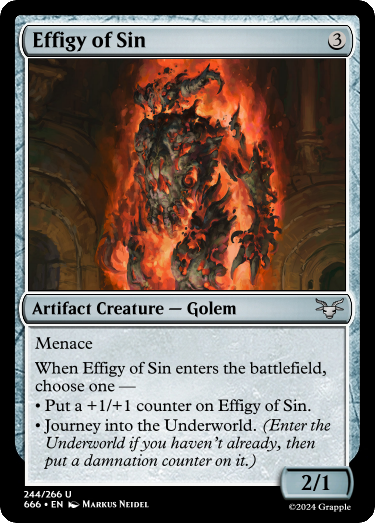 Effigy of Sin 3
Artifact Creature — Golem
Menace
When Effigy of Sin enters the battlefield,
choose one —
• Put a +1/+1 counter on Effigy of Sin.
• Journey into the Underworld. (Enter the
Underworld if you haven't already, then
put a damnation counter on it.)
2/1
244/266 U
666 • EN Markus Neidel
©2024 Grapple